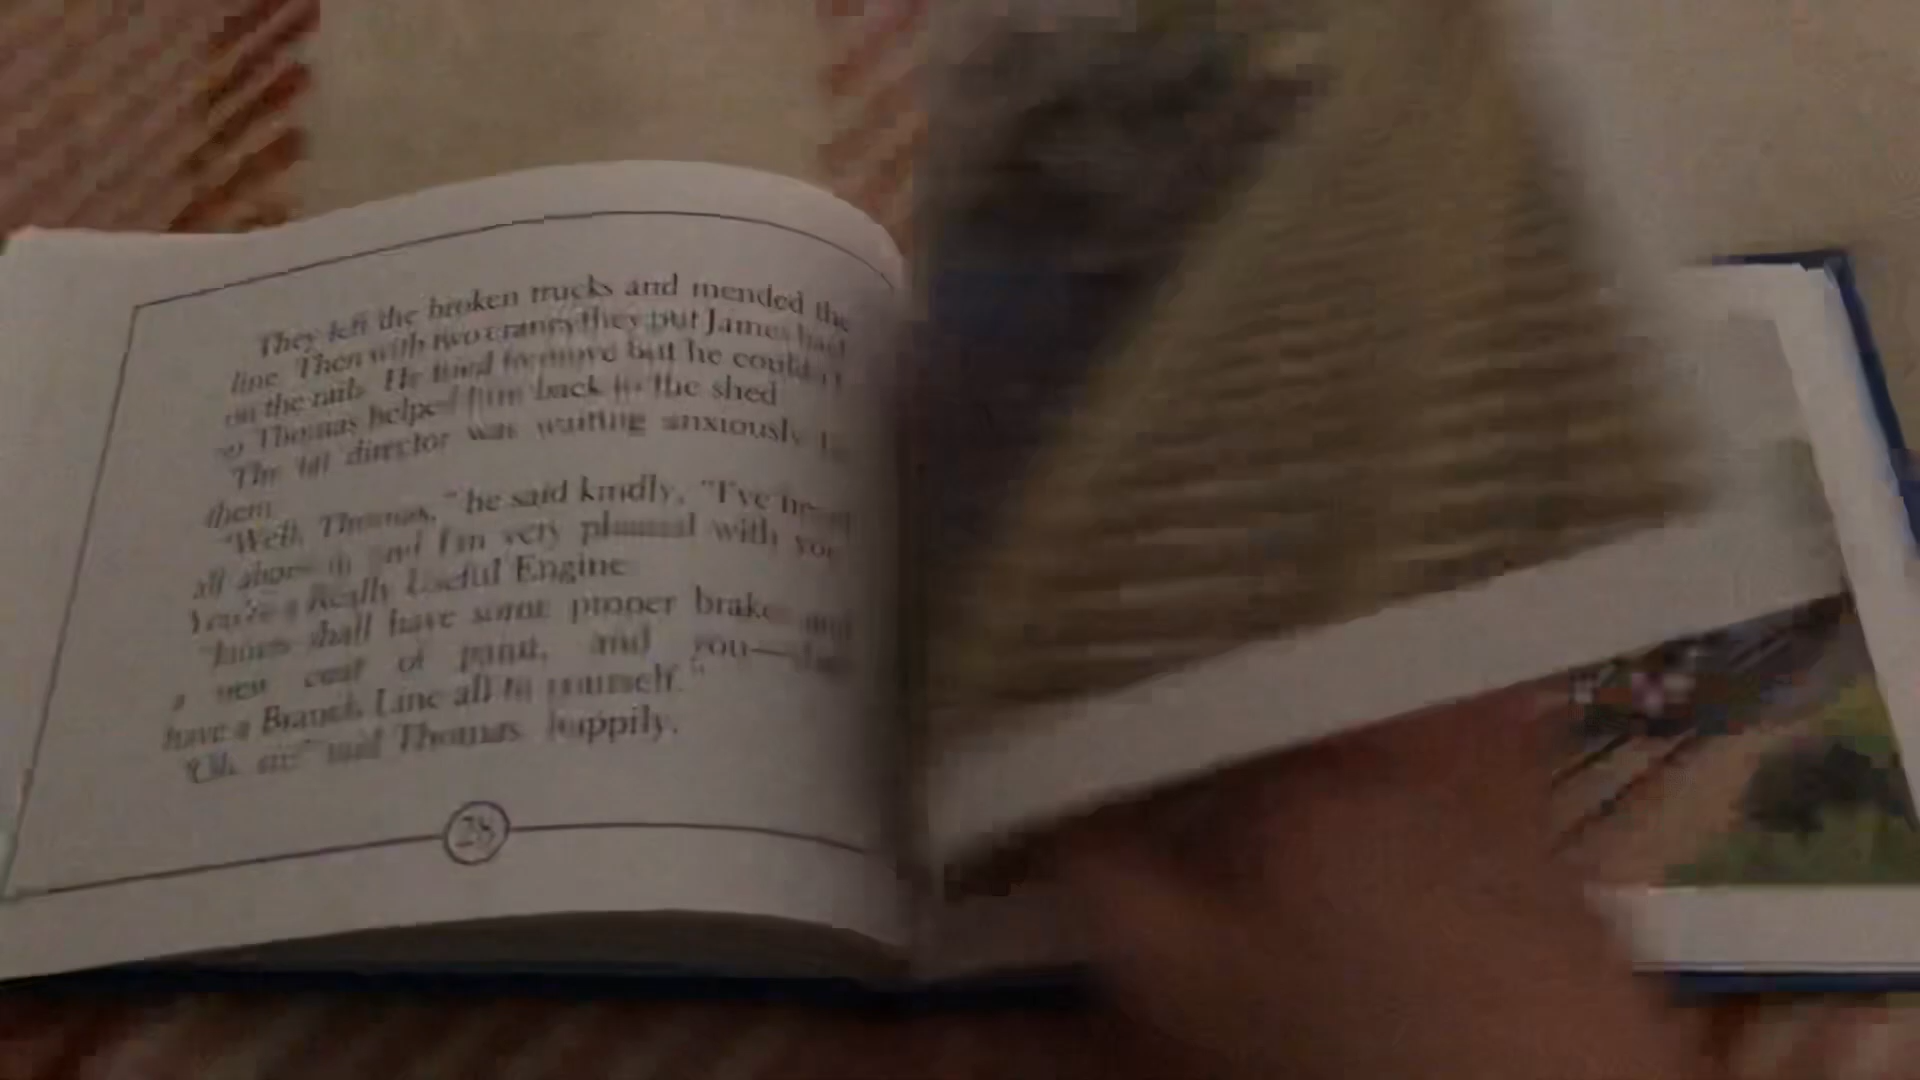 They left the broken trucks and mended the
line. Then with two cranes they put James back
on the rails. He tried to move but he couldn't
so Thomas helped him back to the shed
The fat director was waiting anxiously for
them
"Well, Thomas," he said kindly, "I've heard
all about it and I'm very pleased with you
You're a Really Useful Engine
"James shall have some proper brakes and
a new coat of paint, and you—
have a Branch Line all to yourself."
"Oh, sir!" said Thomas happily.
28